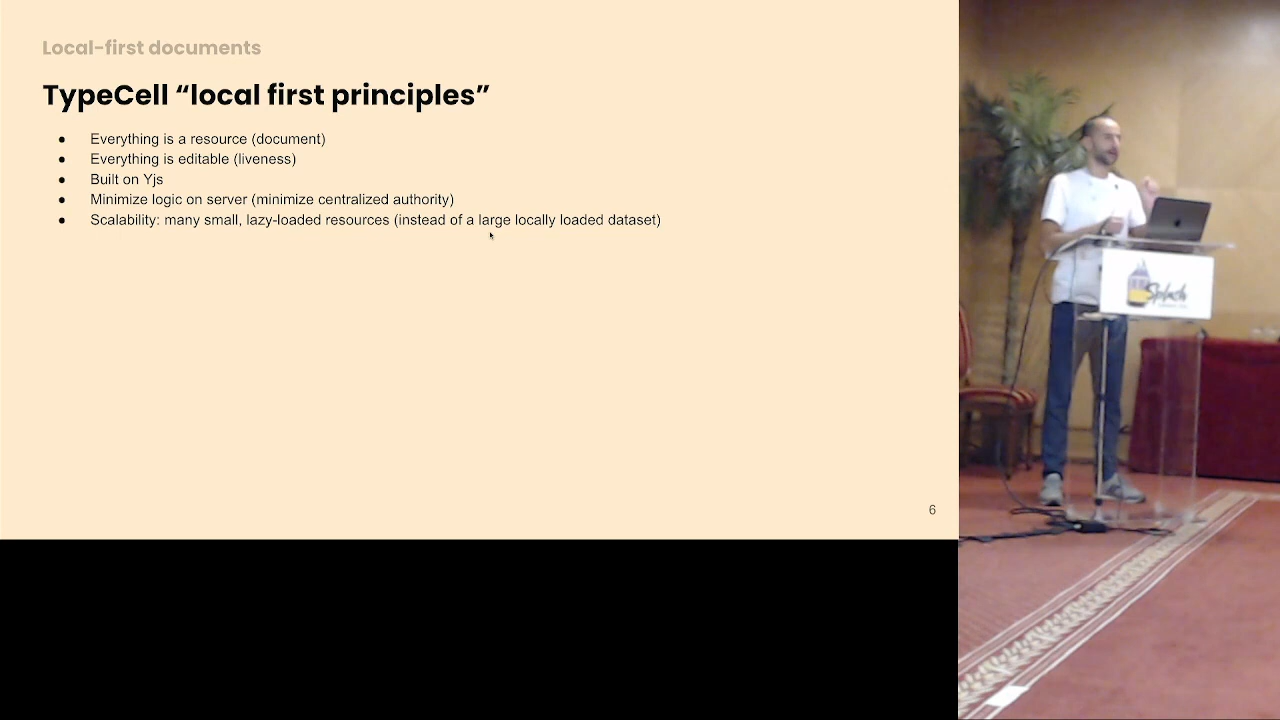 Local-first documents
TypeCell “local first principles”
● Everything is a resource (document)
● Everything is editable (liveness)
● Built on Yjs
● Minimize logic on server (minimize centralized authority)
● Scalability: many small, lazy-loaded resources (instead of a large locally loaded dataset)
6
Splash